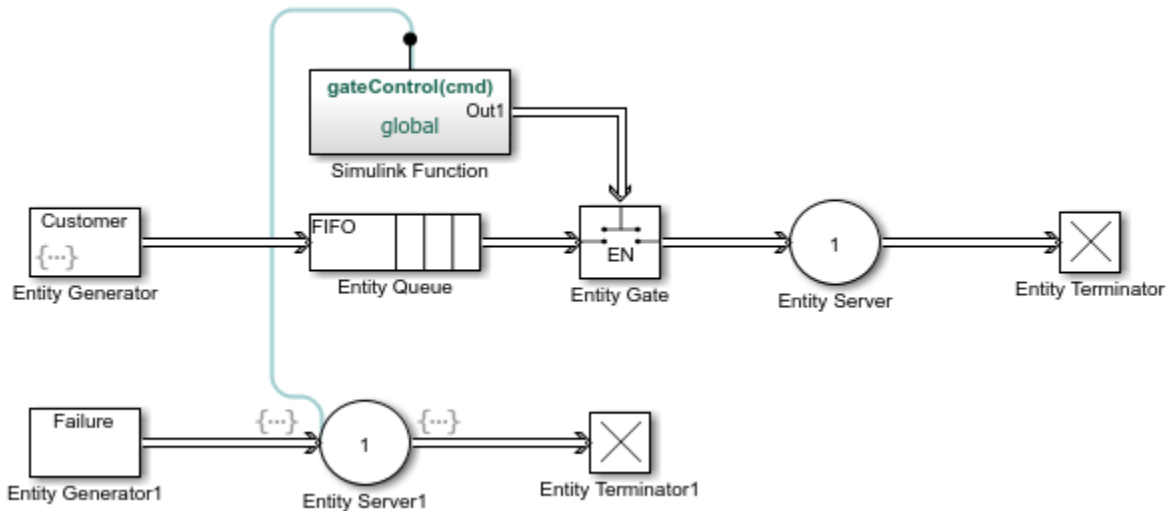 gateControl(cmd)
Out1
global
Simulink Function
Customer
{...}
Entity Generator
FIFO
Entity Queue
EN
Entity Gate
1
Entity Server
Entity Terminator
Failure
Entity Generator1
{...}
1
{...}
Entity Server1
Entity Terminator1